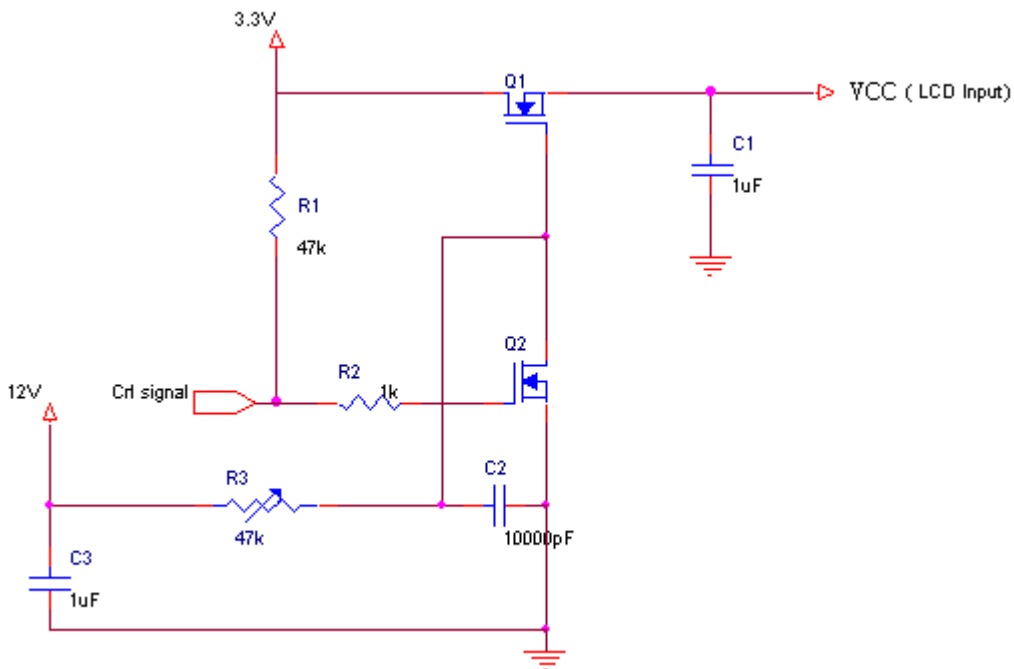 3.3V
Q1
VCC ( LCD Input)
C1
1uF
R1
47k
Q2
R2
1k
12V
Crl signal
R3
47k
C2
10000pF
C3
1uF